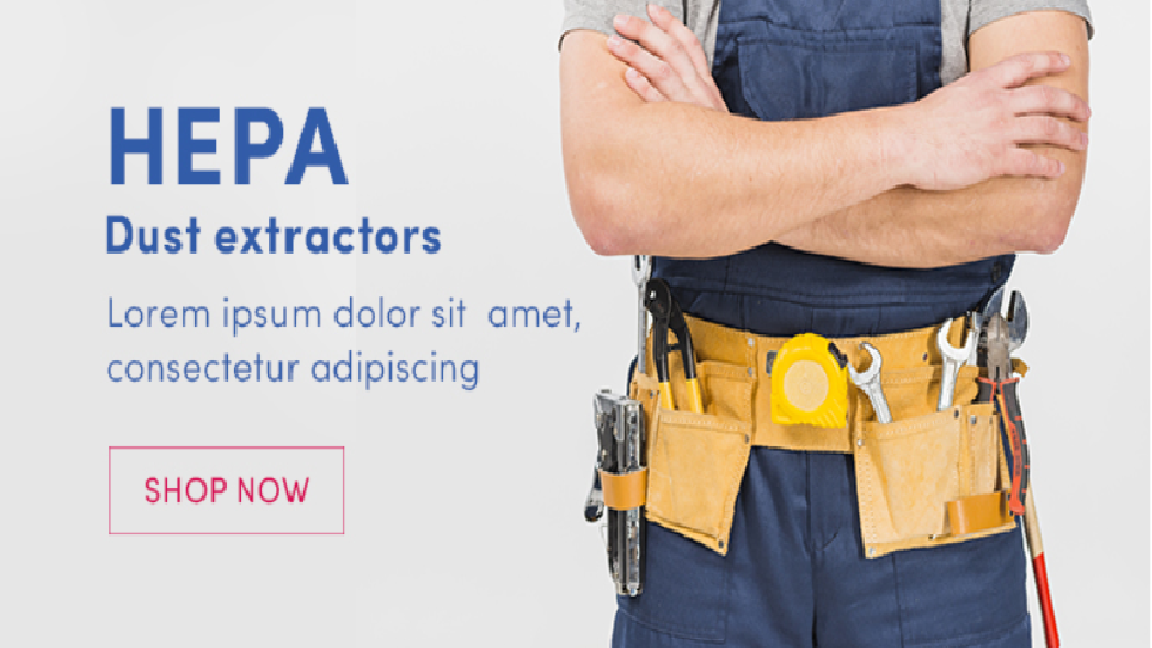 HEPA
Dust extractors
Lorem ipsum dolor sit amet,
consectetur adipiscing
SHOP NOW